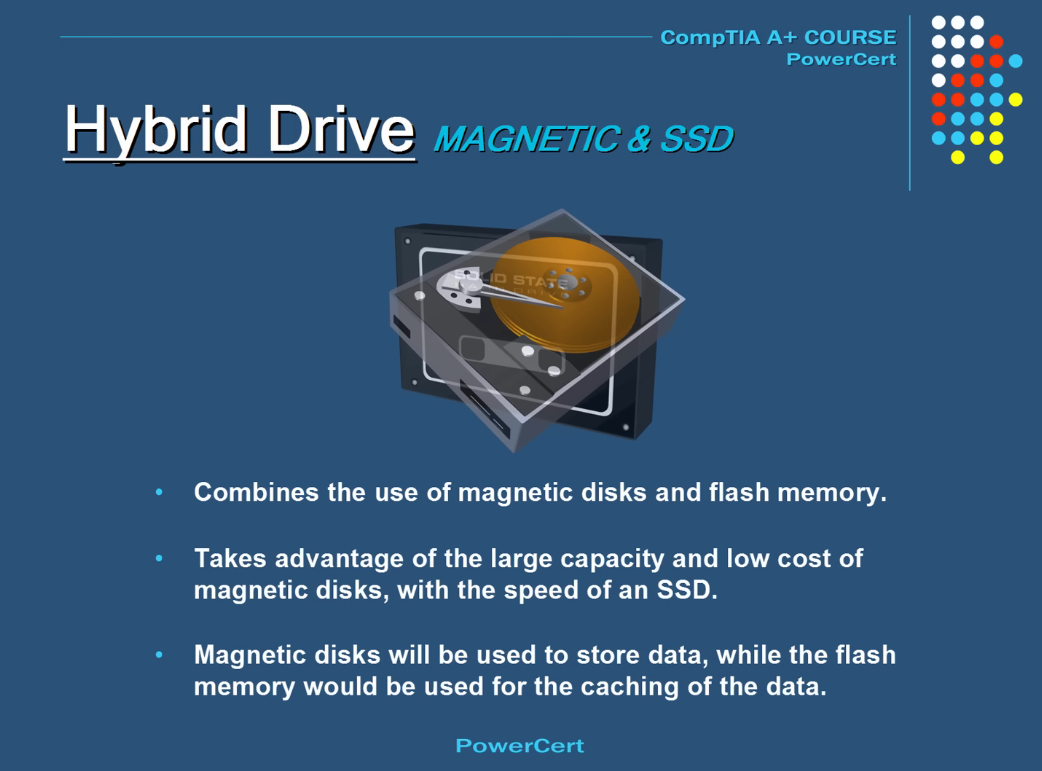 CompTIA A+ COURSE
PowerCert
Hybrid Drive MAGNETIC & SSD
SOLID STATE
DRIVE
• Combines the use of magnetic disks and flash memory.
• Takes advantage of the large capacity and low cost of
magnetic disks, with the speed of an SSD.
• Magnetic disks will be used to store data, while the flash
memory would be used for the caching of the data.
PowerCert